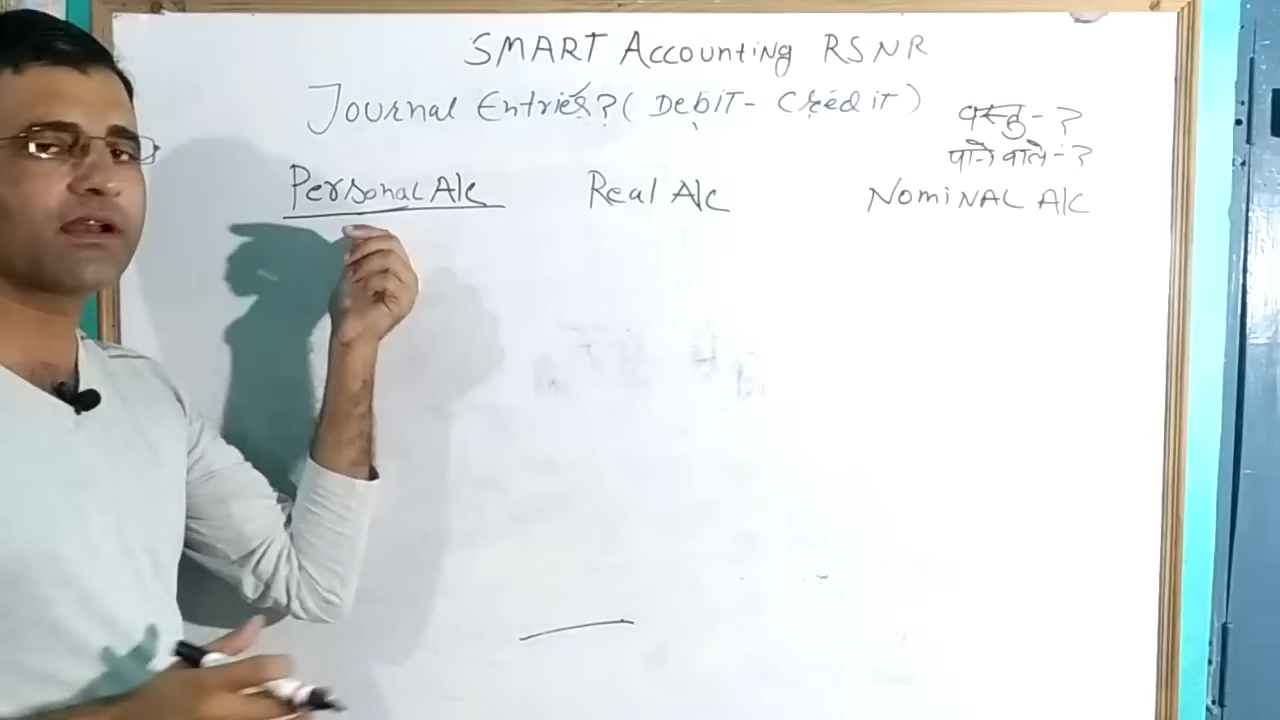 SMART Accounting RSNR
Journal Entries? (Debit - Credit)
वस्तु - ?
पाने वाले - ?
Personal A/c Real A/c Nominal A/c